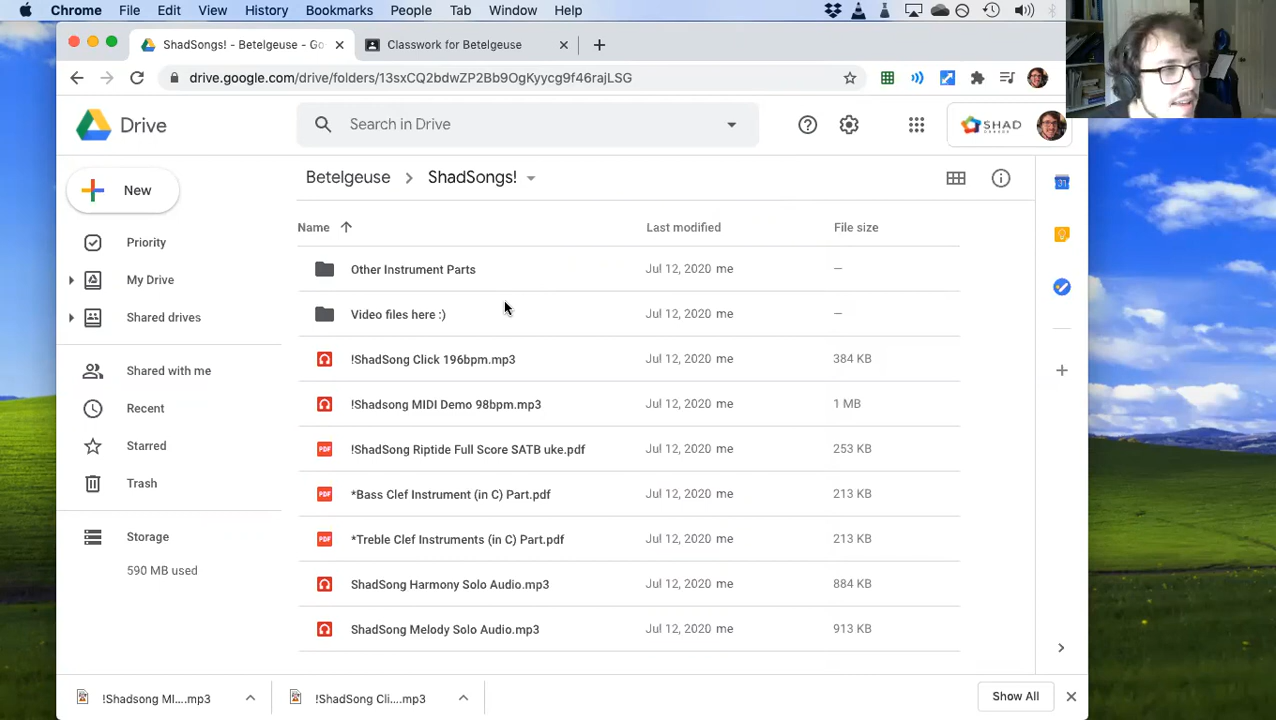 Chrome File Edit View History Bookmarks People Tab Window Help
ShadSongs! - Betelgeuse - Go
Classwork for Betelgeuse
drive.google.com/drive/folders/13sxCQ2bdwZP2Bb9OgKyycg9f46rajLSG
Drive
Search in Drive
SHAD
New
Betelgeuse > ShadSongs!
Name Last modified File size
Priority
My Drive
Shared drives
Shared with me
Recent
Starred
Trash
Storage
590 MB used
Other Instrument Parts Jul 12, 2020 me —
Video files here :) Jul 12, 2020 me —
!ShadSong Click 196bpm.mp3 Jul 12, 2020 me 384 KB
!Shadsong MIDI Demo 98bpm.mp3 Jul 12, 2020 me 1 MB
!ShadSong Riptide Full Score SATB uke.pdf Jul 12, 2020 me 253 KB
*Bass Clef Instrument (in C) Part.pdf Jul 12, 2020 me 213 KB
*Treble Clef Instruments (in C) Part.pdf Jul 12, 2020 me 213 KB
ShadSong Harmony Solo Audio.mp3 Jul 12, 2020 me 884 KB
ShadSong Melody Solo Audio.mp3 Jul 12, 2020 me 913 KB
PDF
PDF
PDF
31
!Shadsong MI....mp3
!ShadSong Cli....mp3
Show All